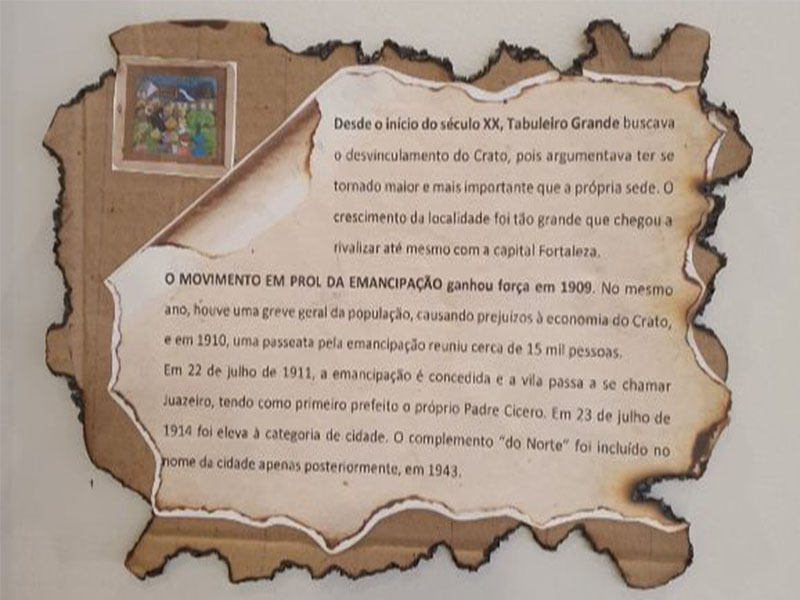 Desde o início do século XX, Tabuleiro Grande buscava
o desvinculamento do Crato, pois argumentava ter se
tornado maior e mais importante que a própria sede. O
crescimento da localidade foi tão grande que chegou a
rivalizar até mesmo com a capital Fortaleza.
O MOVIMENTO EM PROL DA EMANCIPAÇÃO ganhou força em 1909. No mesmo
ano, houve uma greve geral da população, causando prejuízos à economia do Crato,
e em 1910, uma passeata pela emancipação reuniu cerca de 15 mil pessoas.
Em 22 de julho de 1911, a emancipação é concedida e a vila passa a se chamar
Juazeiro, tendo como primeiro prefeito o próprio Padre Cicero. Em 23 de julho de
1914 foi eleva à categoria de cidade. O complemento "do Norte" foi incluído no
nome da cidade apenas posteriormente, em 1943.